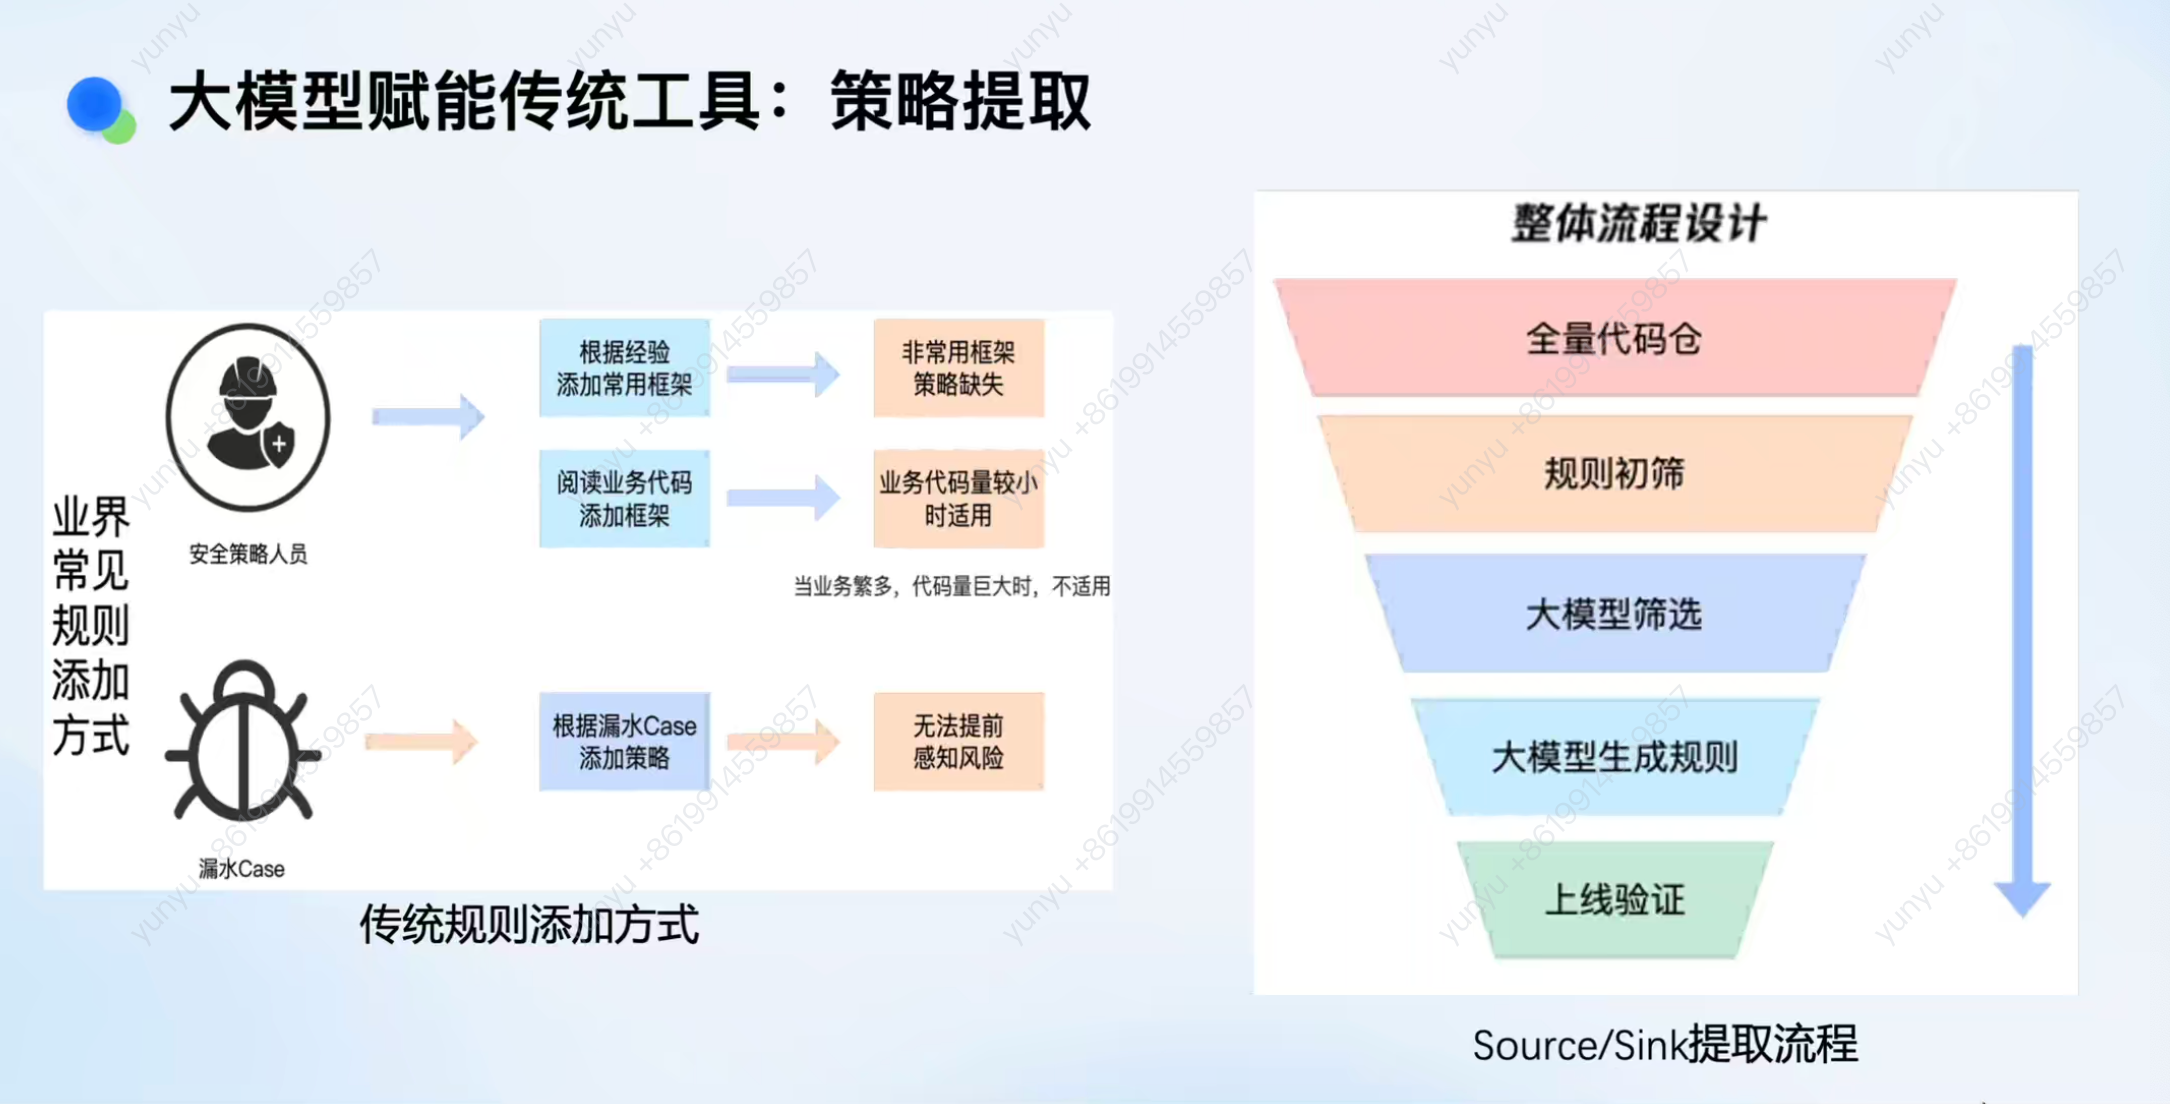 大模型赋能传统工具：策略提取
业界
常见
规则
添加
方式
安全策略人员
根据经验
添加常用框架
非常用框架
策略缺失
阅读业务代码
添加框架
业务代码量较小
时适用
当业务繁多，代码量巨大时，不适用
漏水Case
根据漏水Case
添加策略
无法提前
感知风险
传统规则添加方式
整体流程设计
全量代码仓
规则初筛
大模型筛选
大模型生成规则
上线验证
Source/Sink提取流程
yunyu +8619914559857